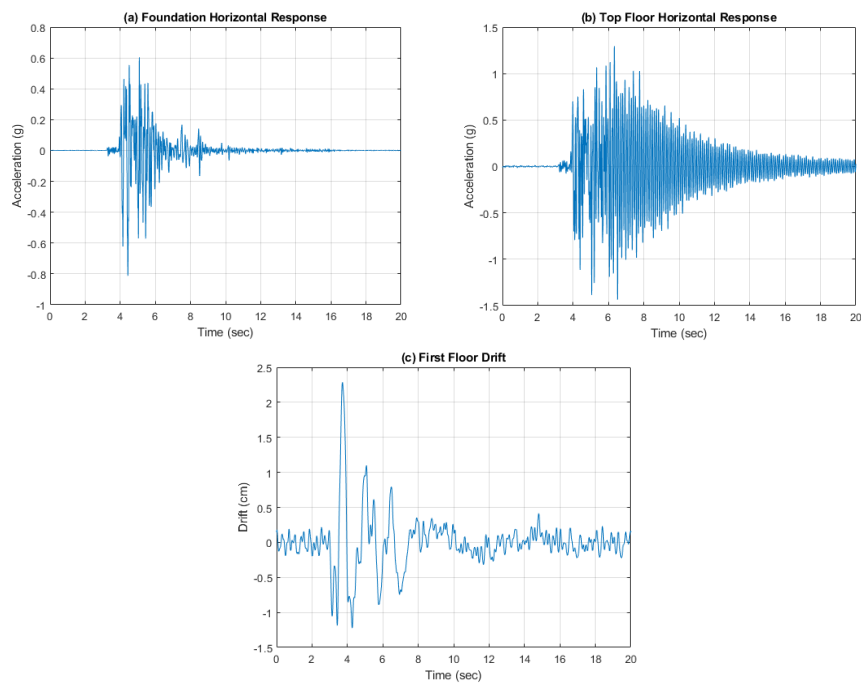 (a) Foundation Horizontal Response
0.8
0.6
0.4
0.2
0
-0.2
-0.4
-0.6
-0.8
-1
Acceleration (g)
0 2 4 6 8 10 12 14 16 18 20
Time (sec)
(b) Top Floor Horizontal Response
1.5
1
0.5
0
-0.5
-1
-1.5
Acceleration (g)
0 2 4 6 8 10 12 14 16 18 20
Time (sec)
(c) First Floor Drift
2.5
2
1.5
1
0.5
0
-0.5
-1
-1.5
Drift (cm)
0 2 4 6 8 10 12 14 16 18 20
Time (sec)